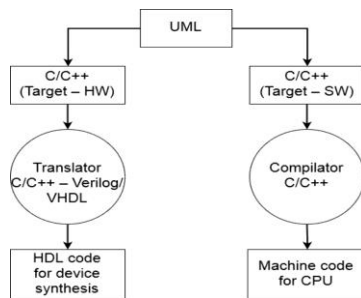 UML
C/C++
(Target – HW)
C/C++
(Target – SW)
Translator
C/C++ – Verilog/
VHDL
Compilator
C/C++
HDL code
for device
synthesis
Machine code
for CPU